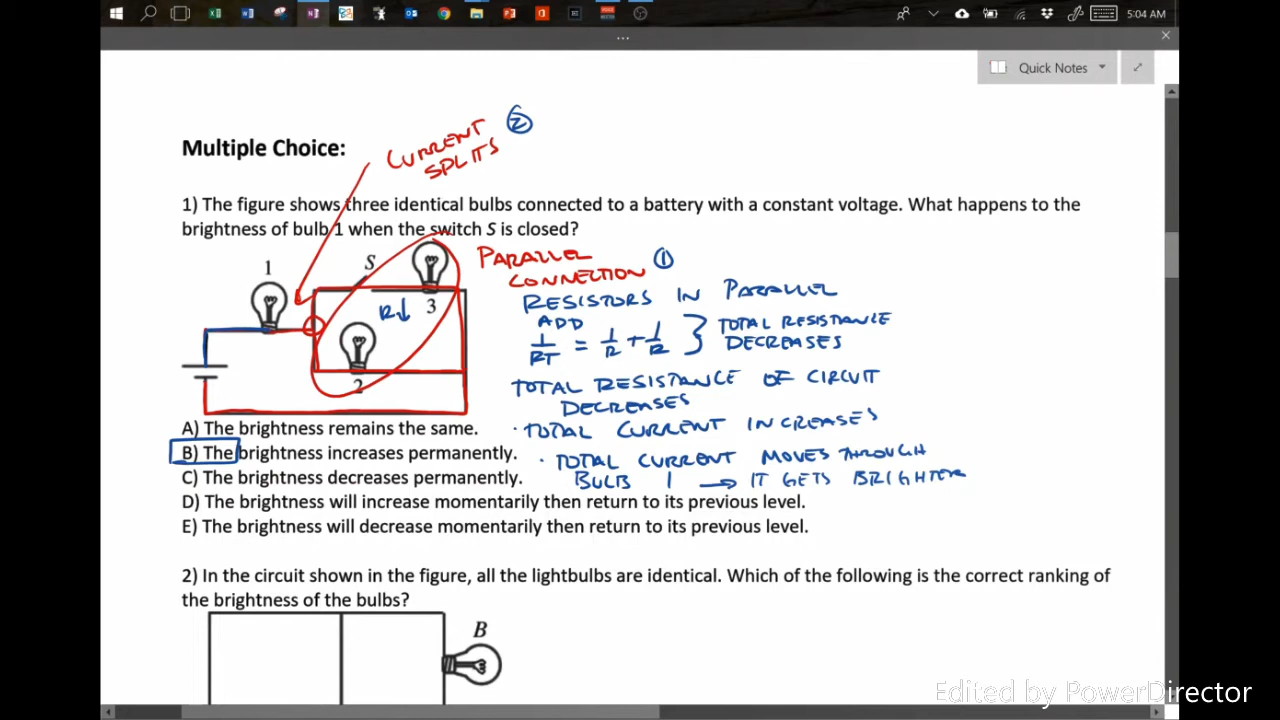 5:04 AM
Quick Notes
Multiple Choice:
CURRENT SPLITS
2
1) The figure shows three identical bulbs connected to a battery with a constant voltage. What happens to the
brightness of bulb 1 when the switch S is closed?
1
S
3
2
R↓
PARALLEL
CONNECTION
1
RESISTORS IN PARALLEL
ADD
1/RT = 1/R + 1/R } TOTAL RESISTANCE
DECREASES
TOTAL RESISTANCE OF CIRCUIT
DECREASES
· TOTAL CURRENT INCREASES
· TOTAL CURRENT MOVES THROUGH
BULB 1 → IT GETS BRIGHTER
A) The brightness remains the same.
B) The brightness increases permanently.
C) The brightness decreases permanently.
D) The brightness will increase momentarily then return to its previous level.
E) The brightness will decrease momentarily then return to its previous level.
2) In the circuit shown in the figure, all the lightbulbs are identical. Which of the following is the correct ranking of
the brightness of the bulbs?
B
Edited by PowerDirector